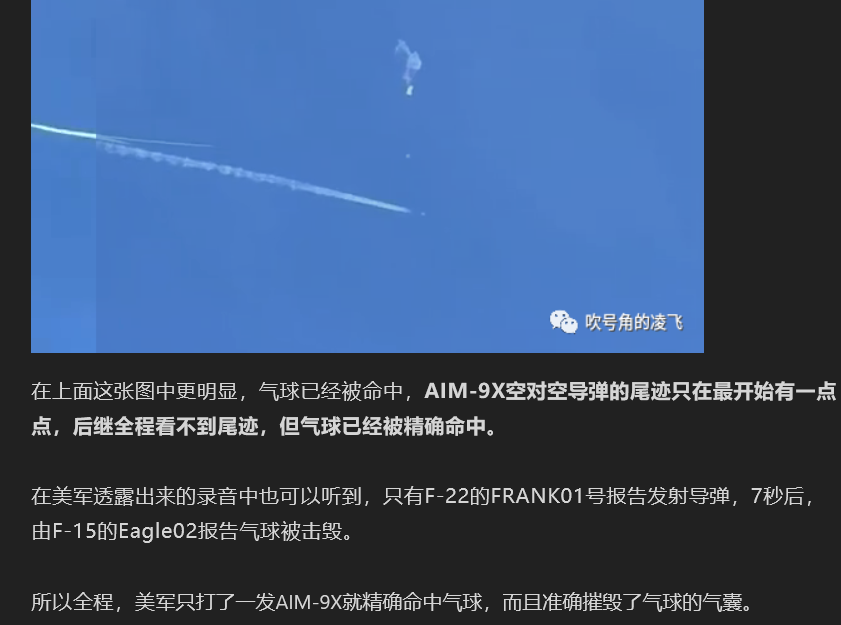 吹号角的凌飞
在上面这张图中更明显，气球已经被命中，AIM-9X空对空导弹的尾迹只在最开始有一点
点，后继全程看不到尾迹，但气球已经被精确命中。
在美军透露出来的录音中也可以听到，只有F-22的FRANK01号报告发射导弹，7秒后，
由F-15的Eagle02报告气球被击毁。
所以全程，美军只打了一发AIM-9X就精确命中气球，而且准确摧毁了气球的气囊。